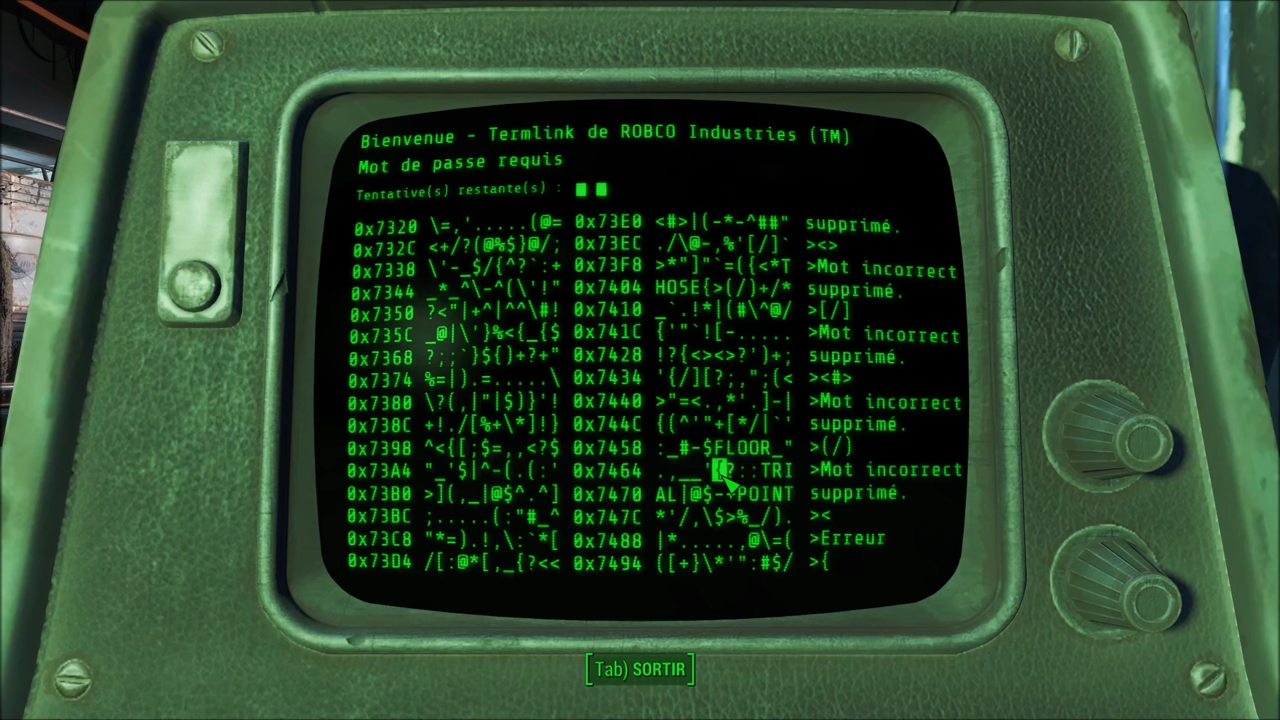 Bienvenue - Termlink de ROBCO Industries (TM)
Mot de passe requis
Tentative(s) restante(s) : ■ ■
0x7320 \=,'.....(@= 0x73E0 <#>|(-*-^##" supprimé.
0x732C <+/?(@%$}@/; 0x73EC ./\@-,%'[/]` ><>
0x7338 \'-_$/{^?`:+ 0x73F8 >*"]"`=({<*T >Mot incorrect
0x7344 _*_^\-^(\'!" 0x7404 HOSE{>(/)+/* supprimé.
0x7350 ?<"|+^|^^\#! 0x7410 _`.!*|(#\^@/ >[/]
0x735C _@|\'}%<{_{$ 0x741C {'"`![-..... >Mot incorrect
0x7368 ?;;`}${)+?+" 0x7428 !?{<><>?')+; supprimé.
0x7374 %=|).=.....\ 0x7434 '{/][?;,";(< ><#>
0x7380 \?(,|"|$)}'! 0x7440 >"=<.,*'.]-| >Mot incorrect
0x738C +!./[%+\*]!} 0x744C {(^'"+[*/|`' supprimé.
0x7398 ^<{[;$=,,<?$ 0x7458 :_#-$FLOOR_" >(/)
0x73A4 "_'$|^-(.(:' 0x7464 .,__'{?::TRI >Mot incorrect
0x73B0 >](,_|@$^.^] 0x7470 AL|@$--POINT supprimé.
0x73BC ;.....(:"#_^ 0x747C *'/,\$>%_/). ><
0x73C8 "*=).!,\:`*[ 0x7488 |*.....,@\=( >Erreur
0x73D4 /[:@*[,_{?<< 0x7494 ([+}\*'":#$/ >{
[Tab) SORTIR]